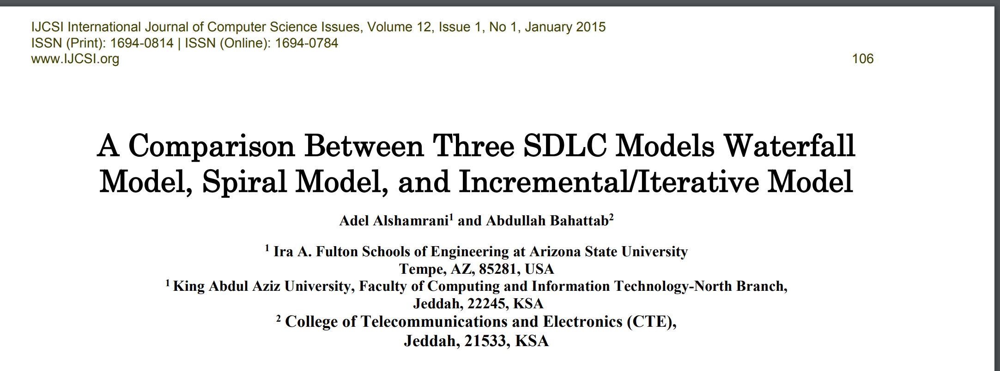 IJCSI International Journal of Computer Science Issues, Volume 12, Issue 1, No 1, January 2015
ISSN (Print): 1694-0814 | ISSN (Online): 1694-0784
www.IJCSI.org 106
A Comparison Between Three SDLC Models Waterfall
Model, Spiral Model, and Incremental/Iterative Model
Adel Alshamrani1 and Abdullah Bahattab2
1 Ira A. Fulton Schools of Engineering at Arizona State University
Tempe, AZ, 85281, USA
1 King Abdul Aziz University, Faculty of Computing and Information Technology-North Branch,
Jeddah, 22245, KSA
2 College of Telecommunications and Electronics (CTE),
Jeddah, 21533, KSA